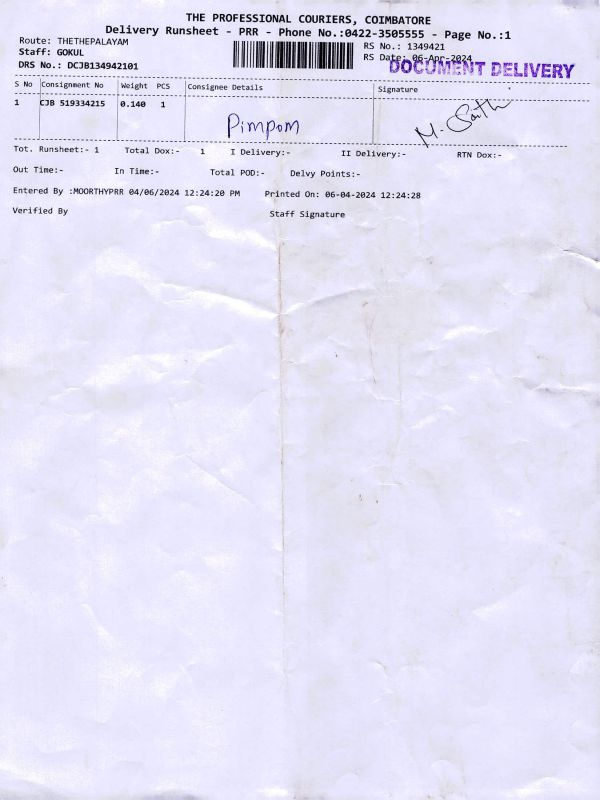 THE PROFESSIONAL COURIERS, COIMBATORE
Delivery Runsheet - PRR - Phone No.:0422-3505555 - Page No.:1
Route: THETHEPALAYAM RS No.: 1349421
Staff: GOKUL RS Date: 06-Apr-2024
DRS No.: DCJB134942101 DOCUMENT DELIVERY
S No Consignment No Weight PCS Consignee Details Signature
1 CJB 519334215 0.140 1
Pimpom M.
Tot. Runsheet:- 1 Total Dox:- 1 I Delivery:- II Delivery:- RTN Dox:-
Out Time:- In Time:- Total POD:- Delvy Points:-
Entered By :MOORTHYPRR 04/06/2024 12:24:20 PM Printed On: 06-04-2024 12:24:28
Verified By Staff Signature